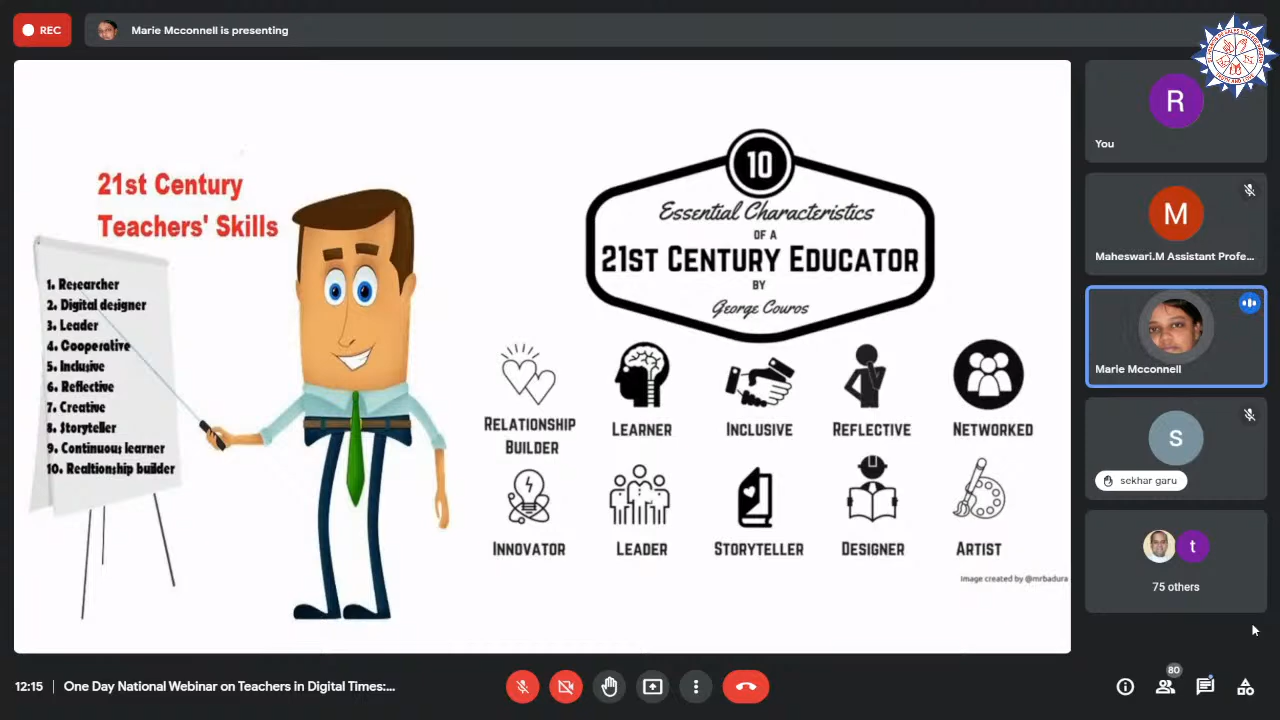 REC
Marie Mcconnell is presenting
21st Century
Teachers' Skills
1. Researcher
2. Digital designer
3. Leader
4. Cooperative
5. Inclusive
6. Reflective
7. Creative
8. Storyteller
9. Continuous learner
10. Realtionship builder
10
Essential Characteristics
OF A
21ST CENTURY EDUCATOR
BY
George Couros
RELATIONSHIP
BUILDER
LEARNER
INCLUSIVE
REFLECTIVE
NETWORKED
INNOVATOR
LEADER
STORYTELLER
DESIGNER
ARTIST
Image created by @mrbadura
R
You
M
Maheswari.M Assistant Profe...
Marie Mcconnell
s
sekhar garu
t
75 others
12:15
One Day National Webinar on Teachers in Digital Times:...
80